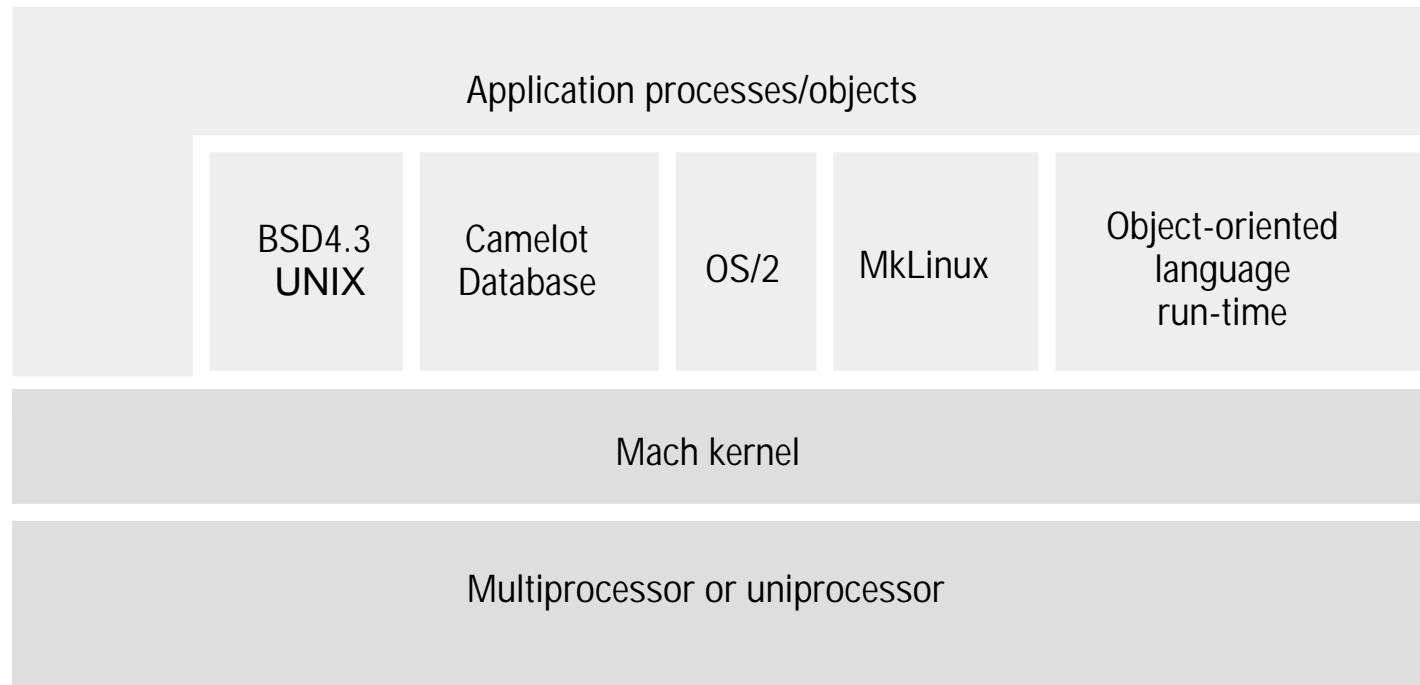 Application processes/objects
BSD4.3
UNIX
Camelot
Database
OS/2
MkLinux
Object-oriented
language
run-time
Mach kernel
Multiprocessor or uniprocessor